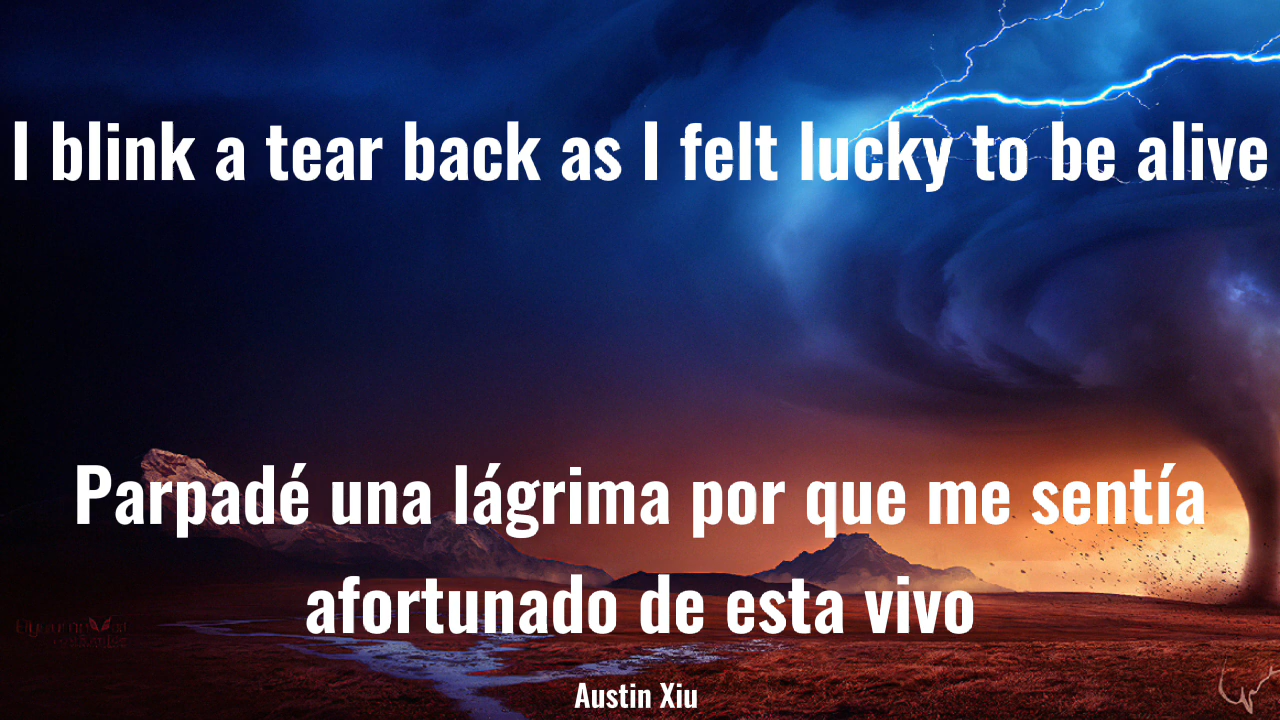 I blink a tear back as I felt lucky to be alive
Parpadé una lágrima por que me sentía
afortunado de esta vivo
Austin Xiu